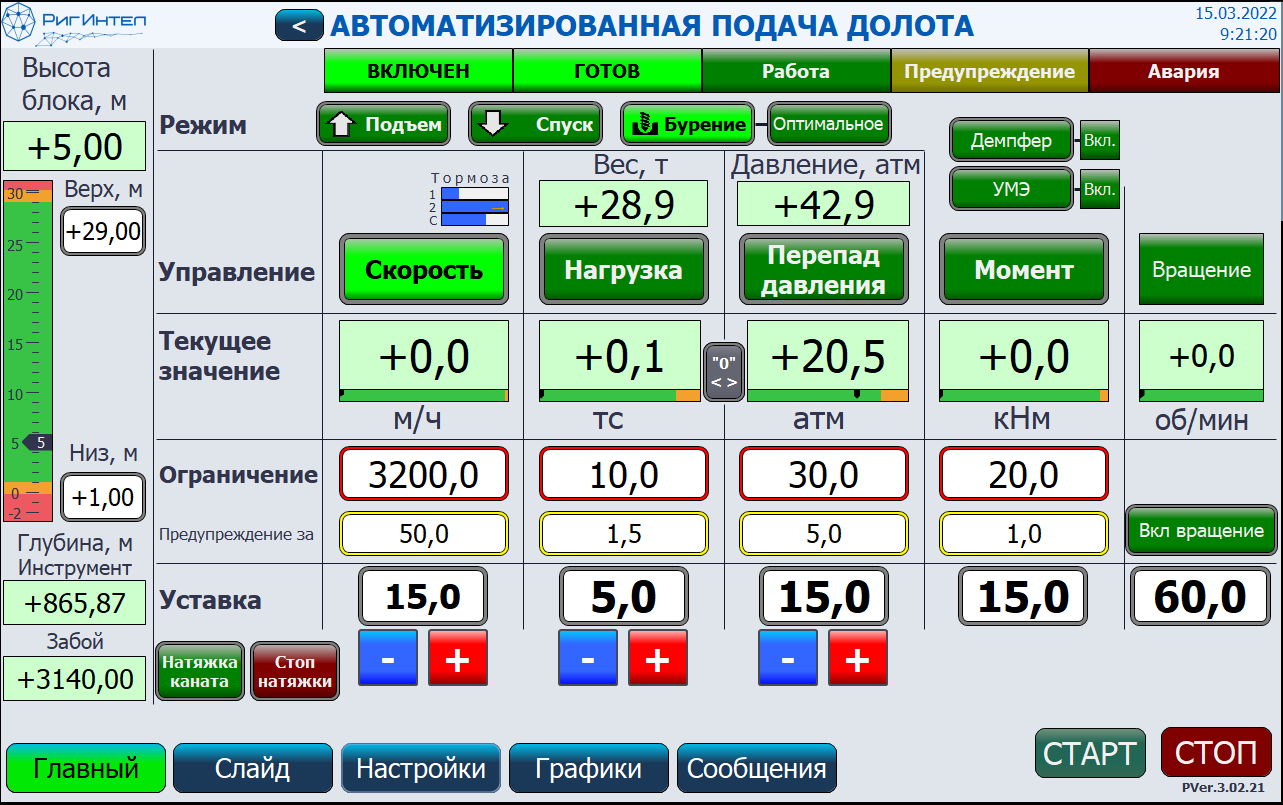 РигИнтел
<
АВТОМАТИЗИРОВАННАЯ ПОДАЧА ДОЛОТА
15.03.2022
9:21:20
ВКЛЮЧЕН
ГОТОВ
Работа
Предупреждение
Авария
Высота
блока, м
+5,00
Верх, м
+29,00
30
25
20
15
10
5
0
-2
5
Низ, м
+1,00
Глубина, м
Инструмент
+865,87
Забой
+3140,00
Режим
Подъем
Спуск
Бурение
Оптимальное
Демпфер
Вкл.
УМЭ
Вкл.
Тормоза
1
2
С
Вес, т
+28,9
Давление, атм
+42,9
Управление
Скорость
Нагрузка
Перепад
давления
Момент
Вращение
Текущее
значение
+0,0
+0,1
"0"
< >
+20,5
+0,0
+0,0
м/ч
тс
атм
кНм
об/мин
Ограничение
3200,0
10,0
30,0
20,0
Предупреждение за
50,0
1,5
5,0
1,0
Вкл вращение
Уставка
15,0
5,0
15,0
15,0
60,0
Натяжка
каната
Стоп
натяжки
-
+
-
+
-
+
Главный
Слайд
Настройки
Графики
Сообщения
СТАРТ
СТОП
PVer.3.02.21